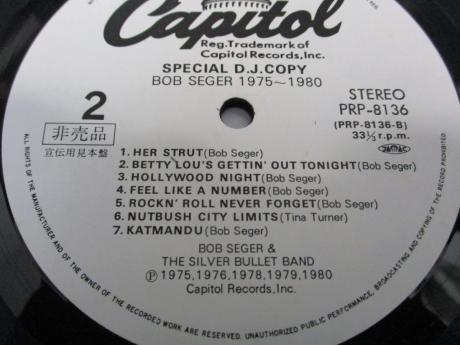 Capitol
Reg.Trademark of
Capitol Records, Inc.
SPECIAL D.J.COPY
BOB SEGER 1975~1980
2
非売品
宣伝用見本盤
STEREO
PRP-8136
(PRP-8136-B)
33⅓ r.p.m.
JASRAC
1. HER STRUT (Bob Seger)
2. BETTY LOU'S GETTIN' OUT TONIGHT (Bob Seger)
3. HOLLYWOOD NIGHT (Bob Seger)
4. FEEL LIKE A NUMBER (Bob Seger)
5. ROCKN' ROLL NEVER FORGET (Bob Seger)
6. NUTBUSH CITY LIMITS (Tina Turner)
7. KATMANDU (Bob Seger)
BOB SEGER &
THE SILVER BULLET BAND
Ⓟ 1975,1976,1978,1979,1980
Capitol Records, Inc.
ALL RIGHTS OF THE MANUFACTURER AND OF THE OWNER OF THE RECORDED WORK ARE RESERVED. UNAUTHORIZED PUBLIC PERFORMANCE, BROADCASTING AND COPYING OF THE RECORD